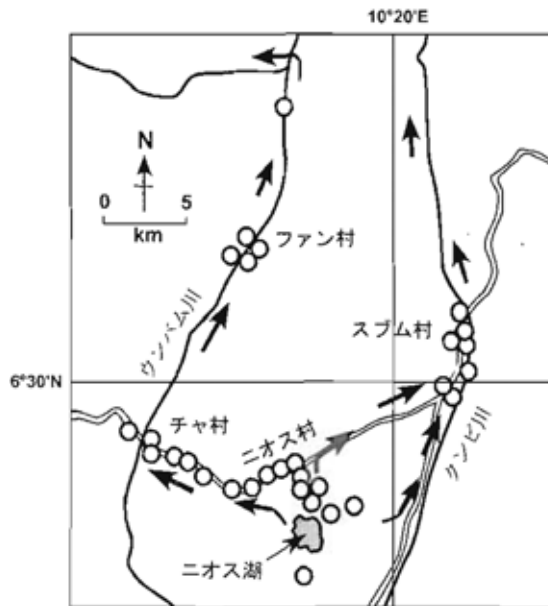 10°20'E
N
0 5
km
ファン村
ウンバム川
スブム村
6°30'N
チャ村
ニオス村
クンビ川
ニオス湖